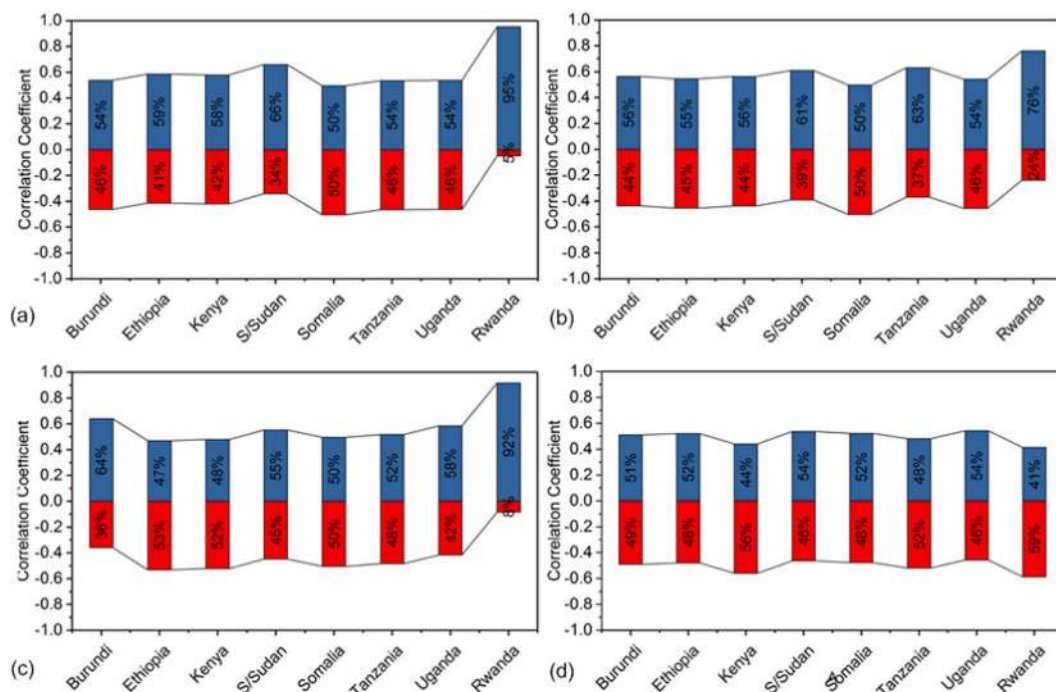 1.0
0.8
0.6
0.4
0.2
0.0
-0.2
-0.4
-0.6
-0.8
-1.0
Correlation Coefficient
54% 59% 58% 66% 50% 54% 54% 95%
46% 41% 42% 34% 50% 46% 46% 5%
Burundi Ethiopia Kenya S/Sudan Somalia Tanzania Uganda Rwanda
(a)
1.0
0.8
0.6
0.4
0.2
0.0
-0.2
-0.4
-0.6
-0.8
-1.0
Correlation Coefficient
56% 55% 56% 61% 50% 63% 54% 76%
44% 45% 44% 39% 50% 37% 46% 24%
Burundi Ethiopia Kenya S/Sudan Somalia Tanzania Uganda Rwanda
(b)
1.0
0.8
0.6
0.4
0.2
0.0
-0.2
-0.4
-0.6
-0.8
-1.0
Correlation Coefficient
64% 47% 48% 55% 50% 52% 58% 92%
36% 53% 52% 45% 50% 48% 42% 8%
Burundi Ethiopia Kenya S/Sudan Somalia Tanzania Uganda Rwanda
(c)
1.0
0.8
0.6
0.4
0.2
0.0
-0.2
-0.4
-0.6
-0.8
-1.0
Correlation Coefficient
51% 52% 44% 54% 52% 48% 54% 41%
49% 48% 56% 46% 48% 52% 46% 59%
Burundi Ethiopia Kenya S/Sudan Somalia Tanzania Uganda Rwanda
(d)